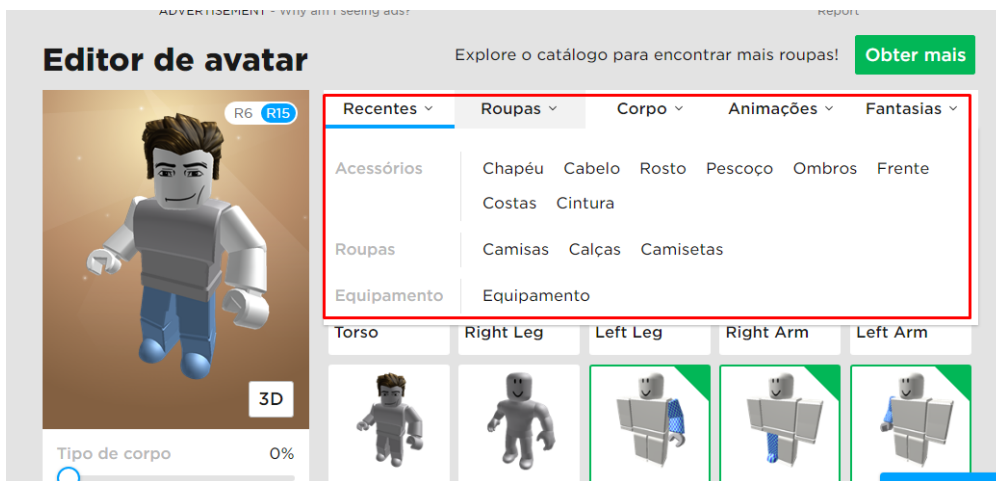 ADVERTISEMENT - Why am I seeing ads?
Report
Editor de avatar
Explore o catálogo para encontrar mais roupas!
Obter mais
R6 R15
Recentes Roupas Corpo Animações Fantasias
Acessórios
Chapéu Cabelo Rosto Pescoço Ombros Frente
Costas Cintura
Roupas
Camisas Calças Camisetas
Equipamento
Equipamento
Torso Right Leg Left Leg Right Arm Left Arm
3D
Tipo de corpo 0%